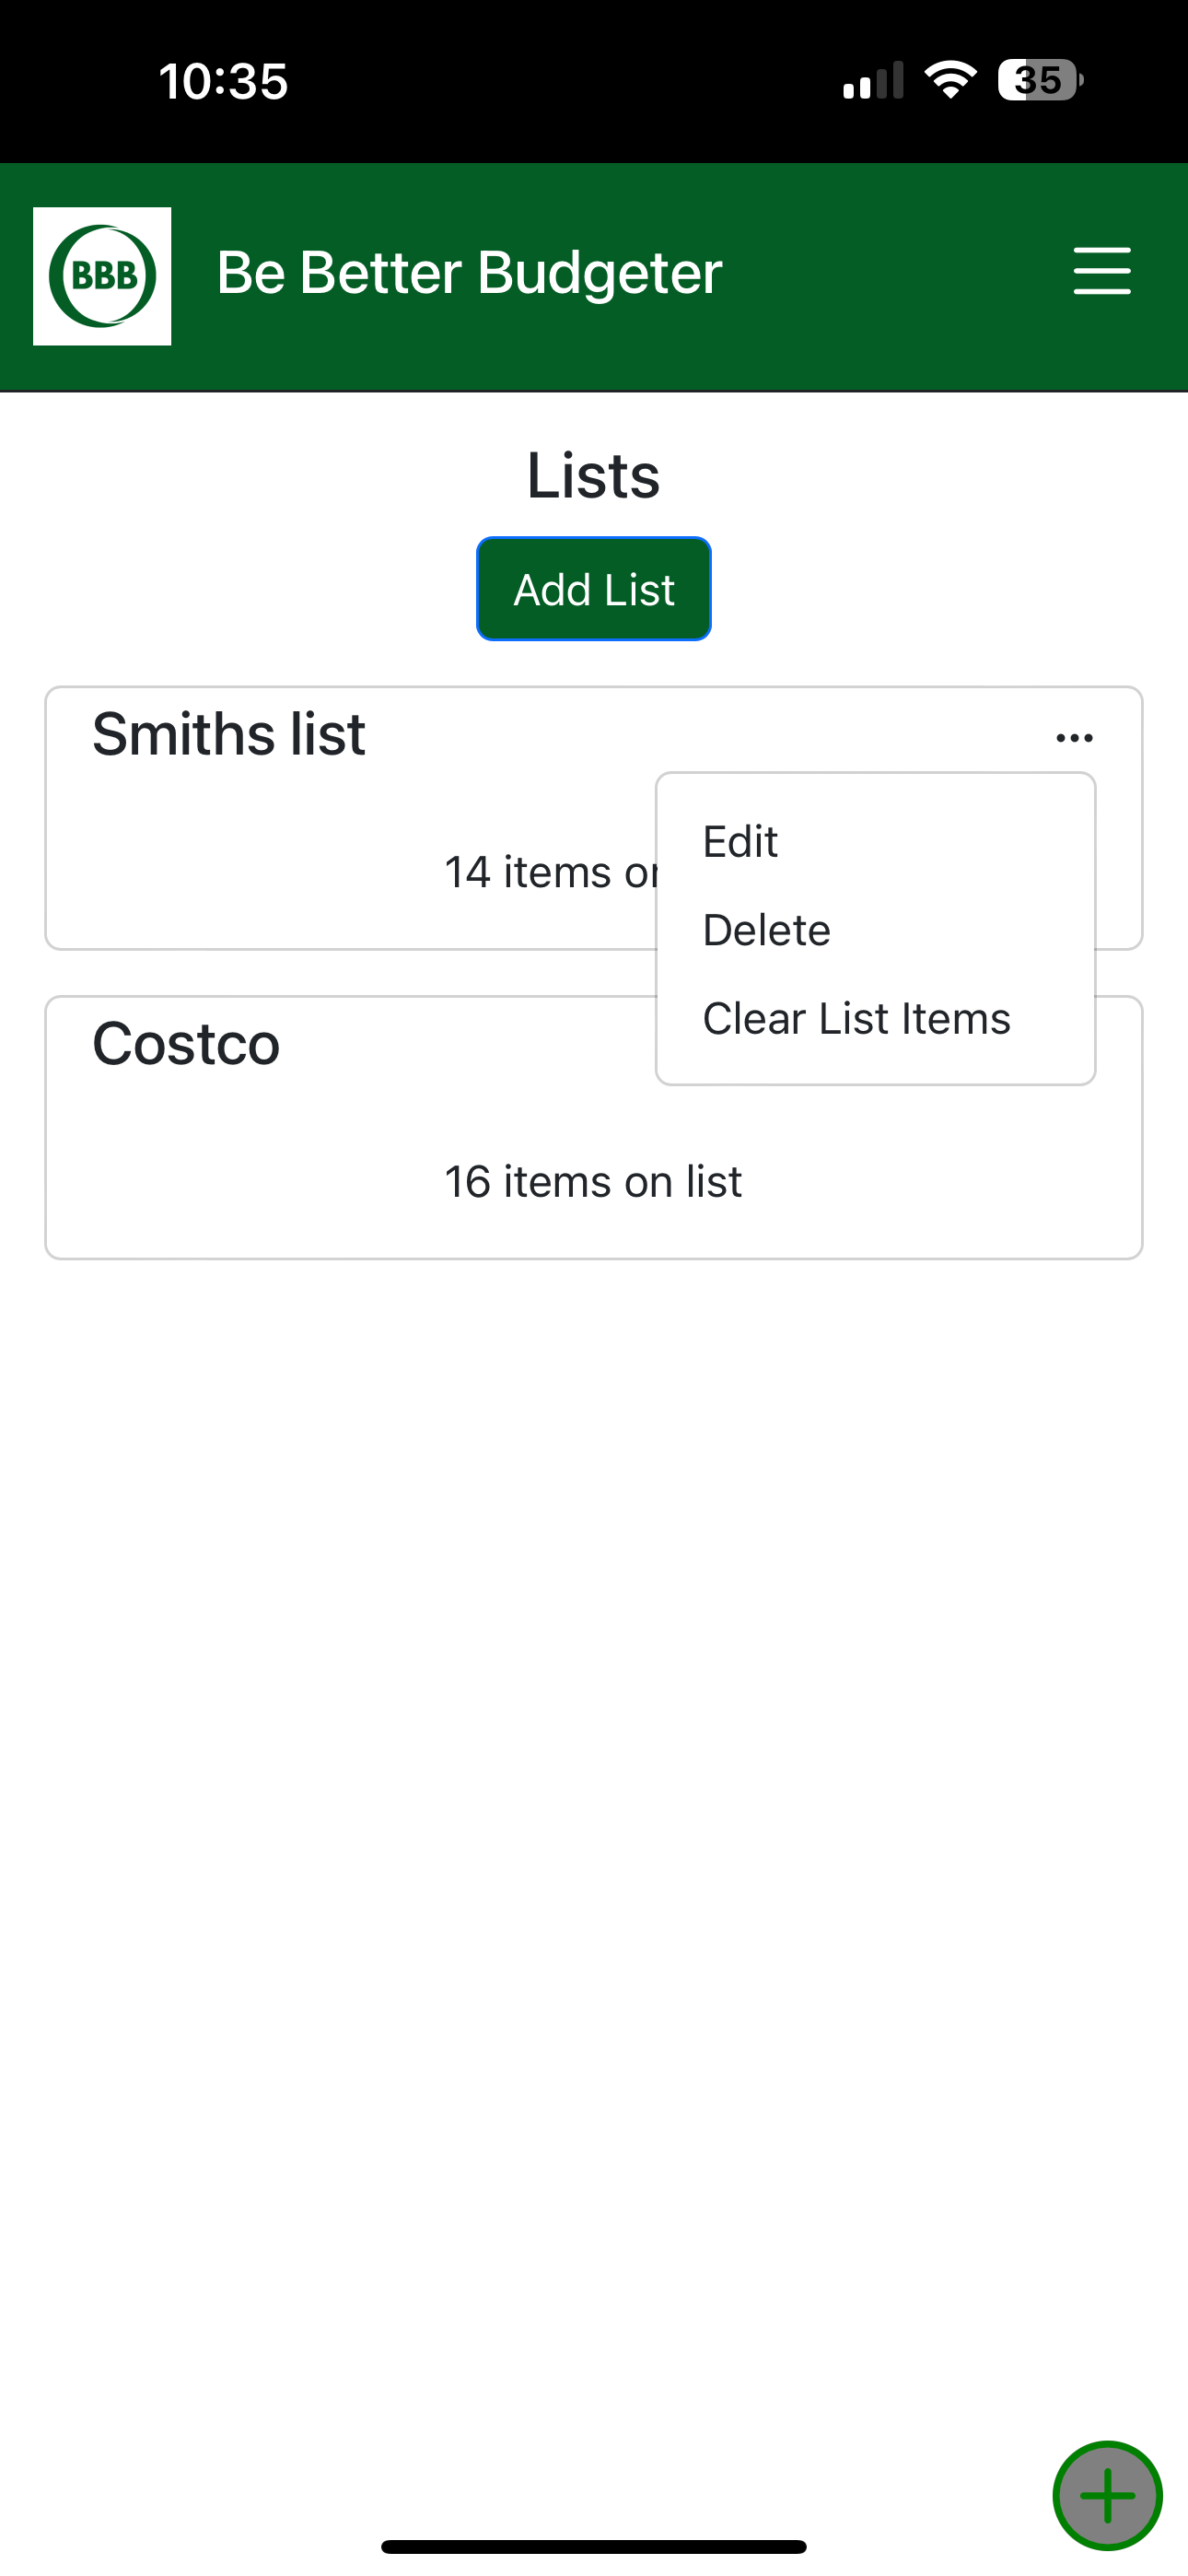 10:35
35
BBB
Be Better Budgeter
Lists
Add List
Smiths list
...
Edit
14 items on
Delete
Clear List Items
Costco
16 items on list